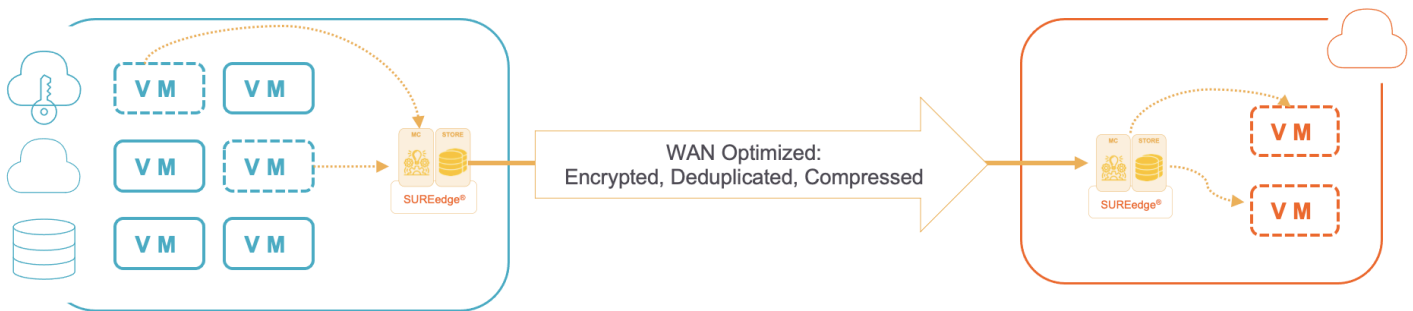 V M
V M
V M
V M
V M
V M
MC
STORE
SUREedge®
WAN Optimized:
Encrypted, Deduplicated, Compressed
MC
STORE
SUREedge®
V M
V M